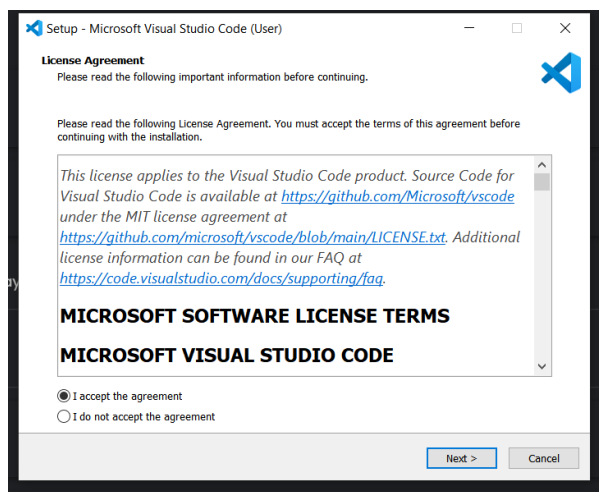 Setup - Microsoft Visual Studio Code (User)
License Agreement
Please read the following important information before continuing.
Please read the following License Agreement. You must accept the terms of this agreement before
continuing with the installation.
This license applies to the Visual Studio Code product. Source Code for
Visual Studio Code is available at https://github.com/Microsoft/vscode
under the MIT license agreement at
https://github.com/microsoft/vscode/blob/main/LICENSE.txt. Additional
license information can be found in our FAQ at
https://code.visualstudio.com/docs/supporting/faq.
MICROSOFT SOFTWARE LICENSE TERMS
MICROSOFT VISUAL STUDIO CODE
I accept the agreement
I do not accept the agreement
Next >
Cancel